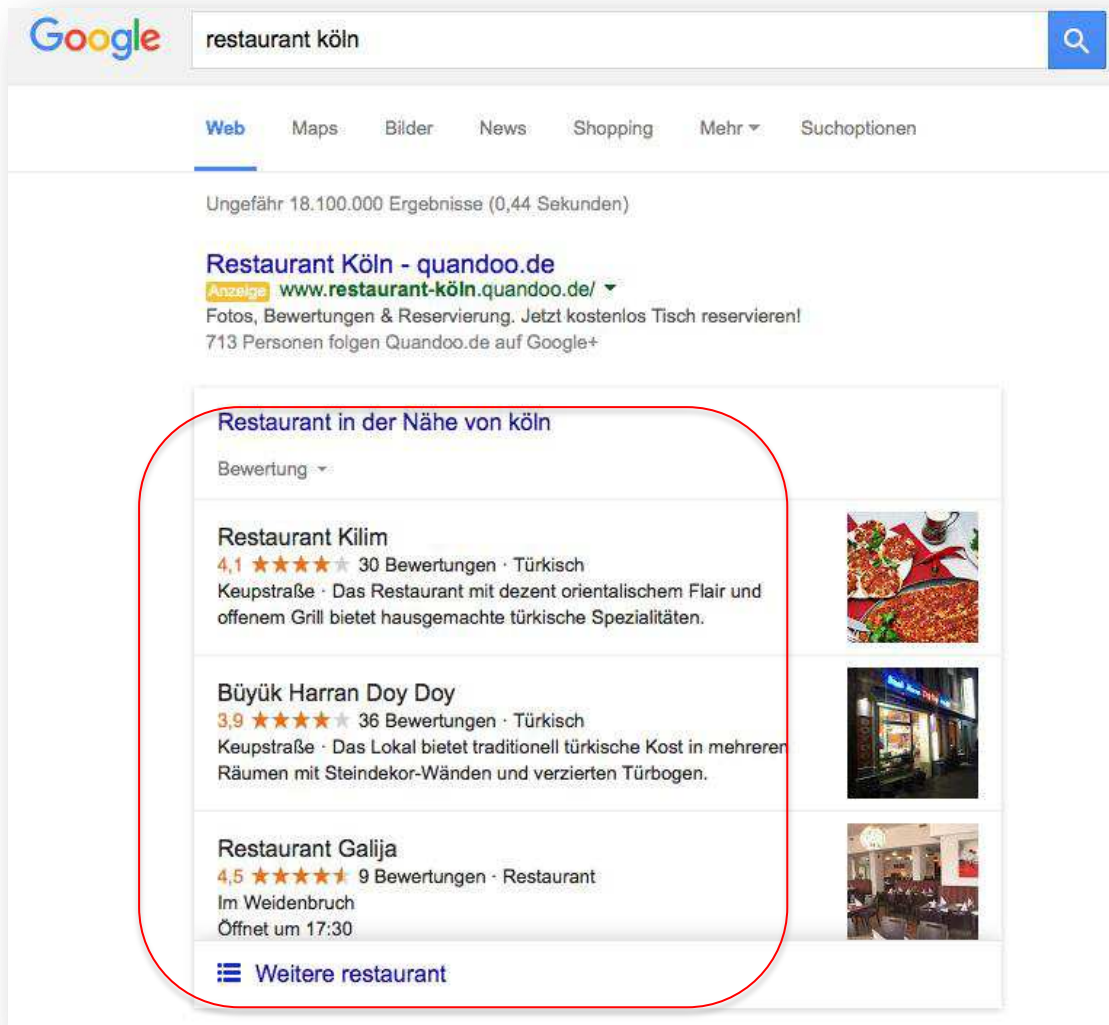 Google
restaurant köln
Web Maps Bilder News Shopping Mehr Suchoptionen
Ungefähr 18.100.000 Ergebnisse (0,44 Sekunden)
Restaurant Köln - quandoo.de
Anzeige www.restaurant-köln.quandoo.de/
Fotos, Bewertungen & Reservierung. Jetzt kostenlos Tisch reservieren!
713 Personen folgen Quandoo.de auf Google+
Restaurant in der Nähe von köln
Bewertung
Restaurant Kilim
4,1 ★★★★★ 30 Bewertungen · Türkisch
Keupstraße · Das Restaurant mit dezent orientalischem Flair und
offenem Grill bietet hausgemachte türkische Spezialitäten.
Büyük Harran Doy Doy
3,9 ★★★★★ 36 Bewertungen · Türkisch
Keupstraße · Das Lokal bietet traditionell türkische Kost in mehreren
Räumen mit Steindekor-Wänden und verzierten Türbogen.
Restaurant Galija
4,5 ★★★★★ 9 Bewertungen · Restaurant
Im Weidenbruch
Öffnet um 17:30
Weitere restaurant